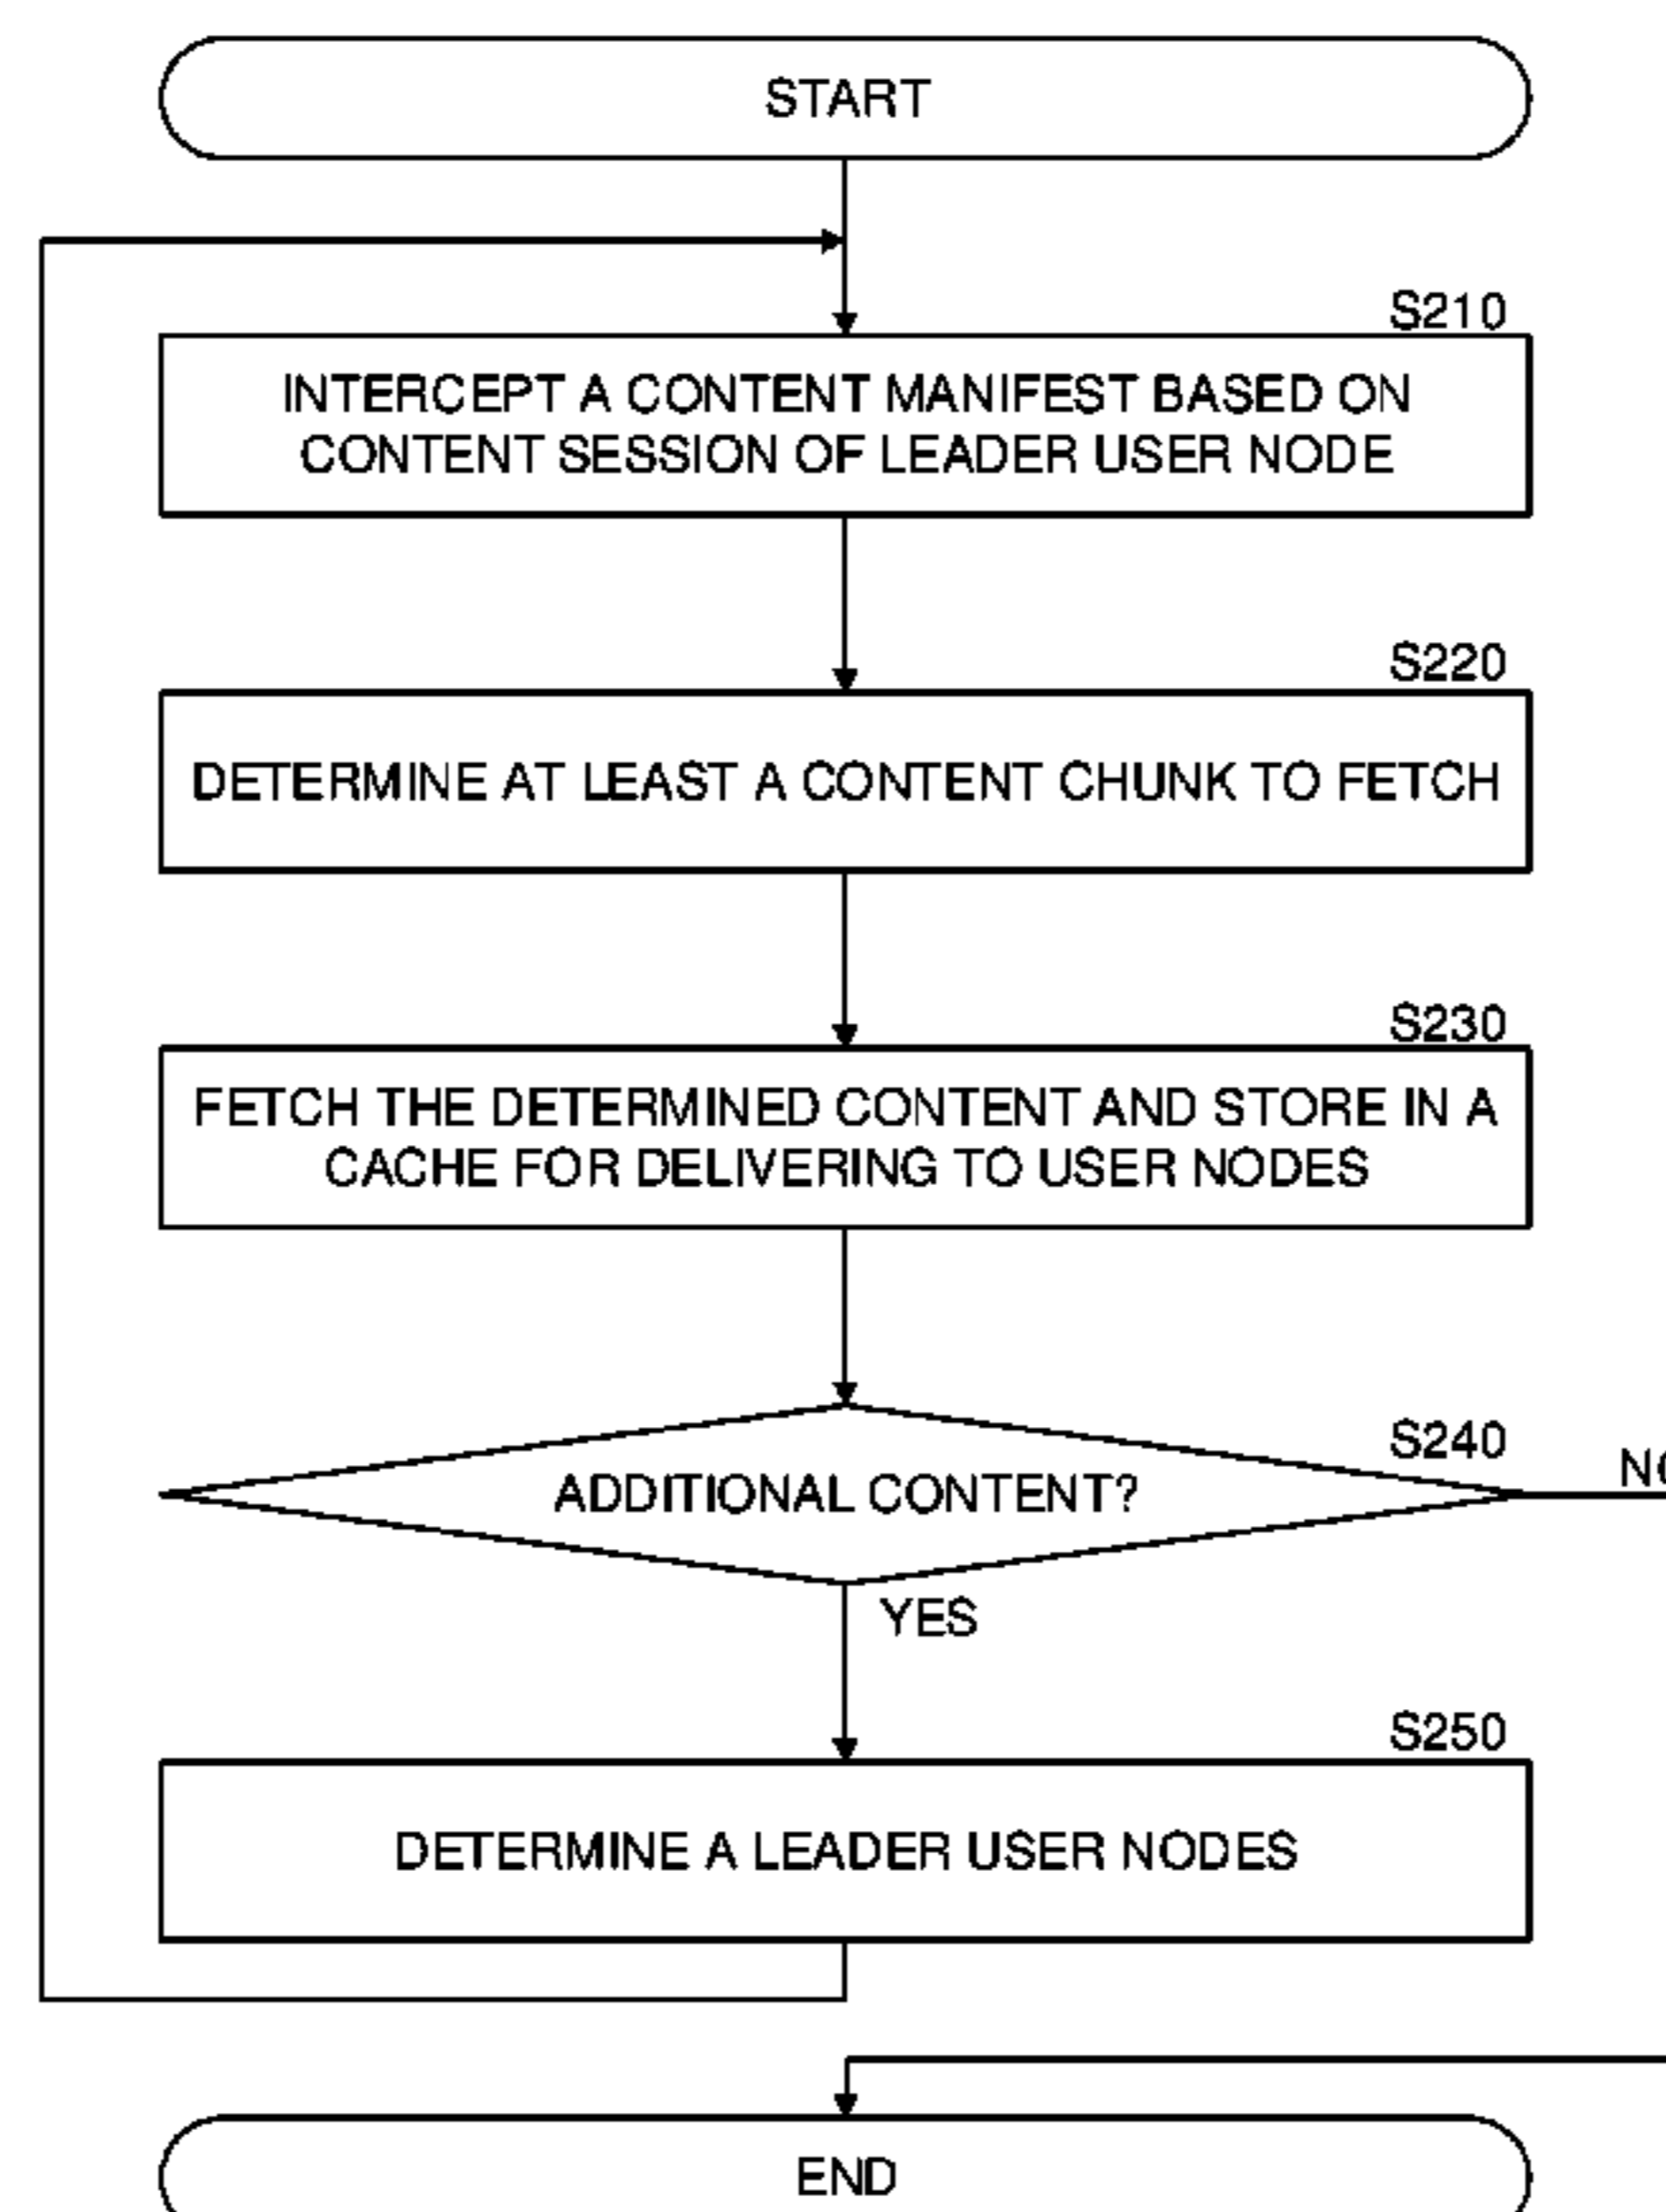 START
S210
INTERCEPT A CONTENT MANIFEST BASED ON
CONTENT SESSION OF LEADER USER NODE
S220
DETERMINE AT LEAST A CONTENT CHUNK TO FETCH
S230
FETCH THE DETERMINED CONTENT AND STORE IN A
CACHE FOR DELIVERING TO USER NODES
S240
ADDITIONAL CONTENT?
YES
S250
DETERMINE A LEADER USER NODES
END